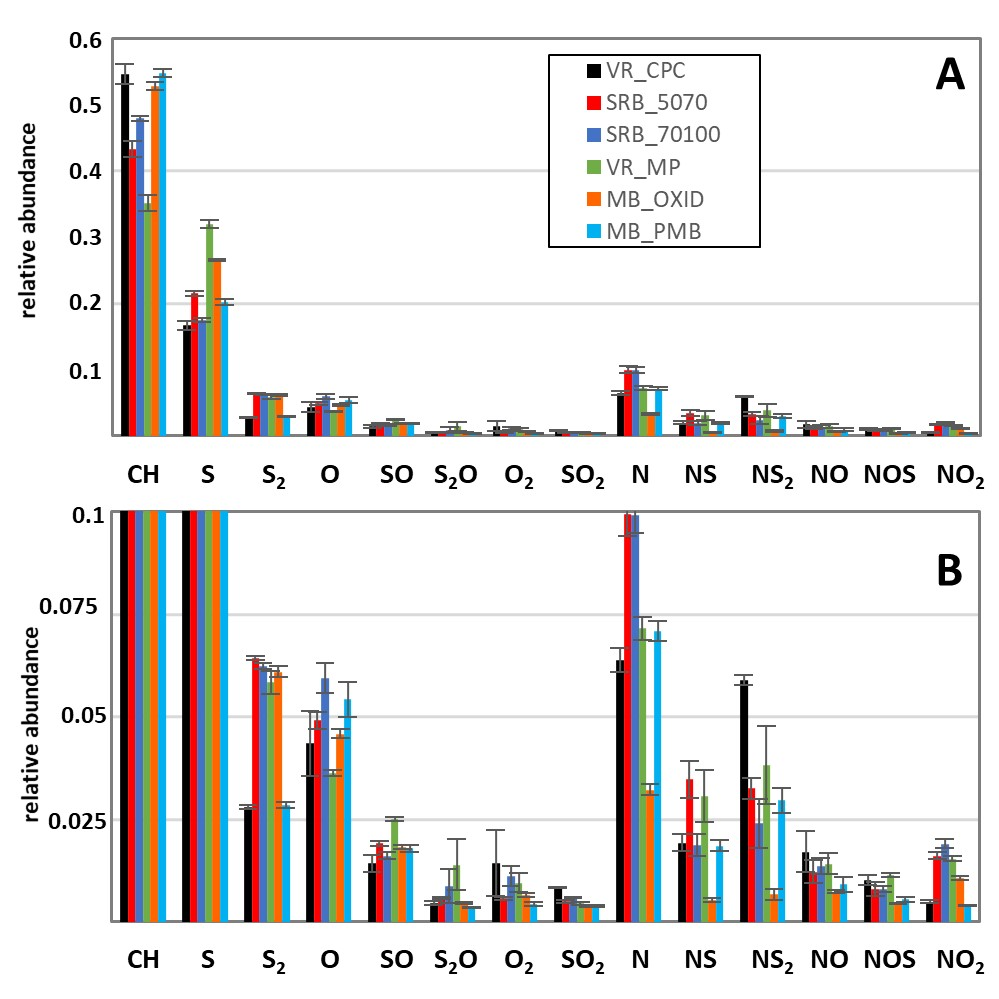 0.6
A
VR_CPC
SRB_5070
SRB_70100
VR_MP
MB_OXID
MB_PMB
0.5
0.4
0.3
0.2
0.1
relative abundance
CH S S₂ O SO S₂O O₂ SO₂ N NS NS₂ NO NOS NO₂
0.1
B
0.075
0.05
0.025
relative abundance
CH S S₂ O SO S₂O O₂ SO₂ N NS NS₂ NO NOS NO₂